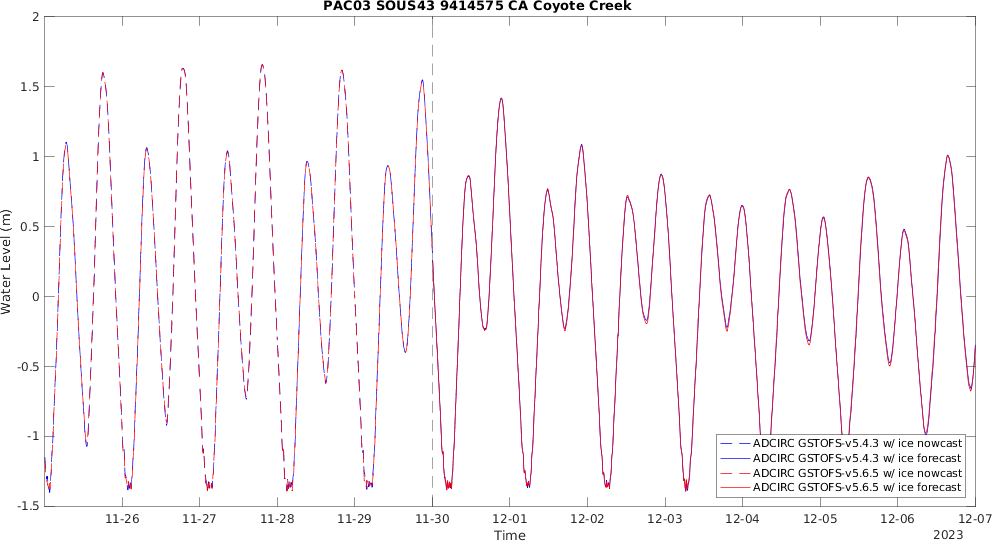 PAC03 SOUS43 9414575 CA Coyote Creek
2
1.5
1
0.5
0
-0.5
-1
-1.5
Water Level (m)
ADCIRC GSTOFS-v5.4.3 w/ ice nowcast
ADCIRC GSTOFS-v5.4.3 w/ ice forecast
ADCIRC GSTOFS-v5.6.5 w/ ice nowcast
ADCIRC GSTOFS-v5.6.5 w/ ice forecast
11-26 11-27 11-28 11-29 11-30 12-01 12-02 12-03 12-04 12-05 12-06 12-07
Time
2023